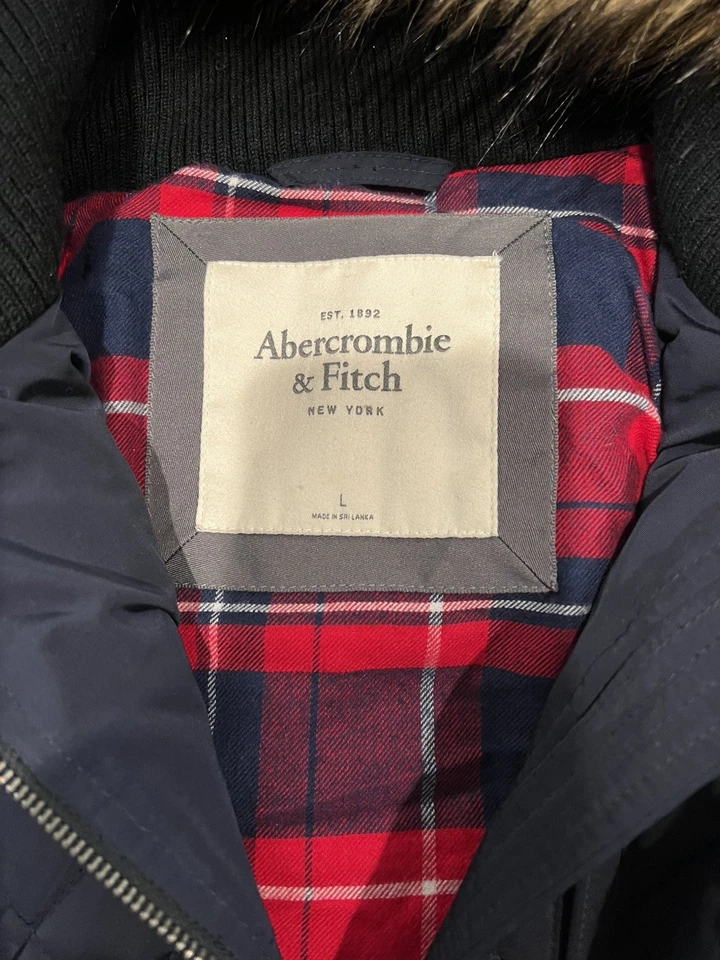 EST. 1892
Abercrombie
& Fitch
NEW YORK
L
MADE IN SRI LANKA